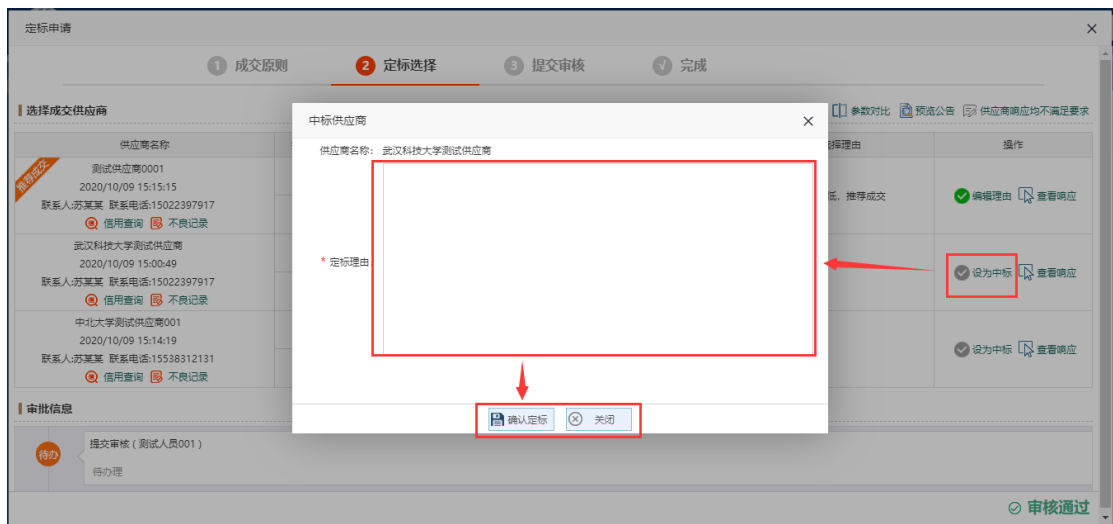 定标申请
1 成交原则 2 定标选择 3 提交审核 完成
选择成交供应商
参数对比 预览公告 供应商响应均不满足要求
供应商名称
择理由
操作
推荐成交
测试供应商0001
2020/10/09 15:15:15
联系人:苏某某 联系电话:15022397917
信用查询 不良记录
低，推荐成交
编辑理由 查看响应
武汉科技大学测试供应商
2020/10/09 15:00:49
联系人:苏某某 联系电话:15022397917
信用查询 不良记录
设为中标 查看响应
中北大学测试供应商001
2020/10/09 15:14:19
联系人:苏某某 联系电话:15538312131
信用查询 不良记录
设为中标 查看响应
中标供应商
供应商名称： 武汉科技大学测试供应商
* 定标理由
确认定标 关闭
审批信息
待办
提交审核 ( 测试人员001 )
待办理
审核通过